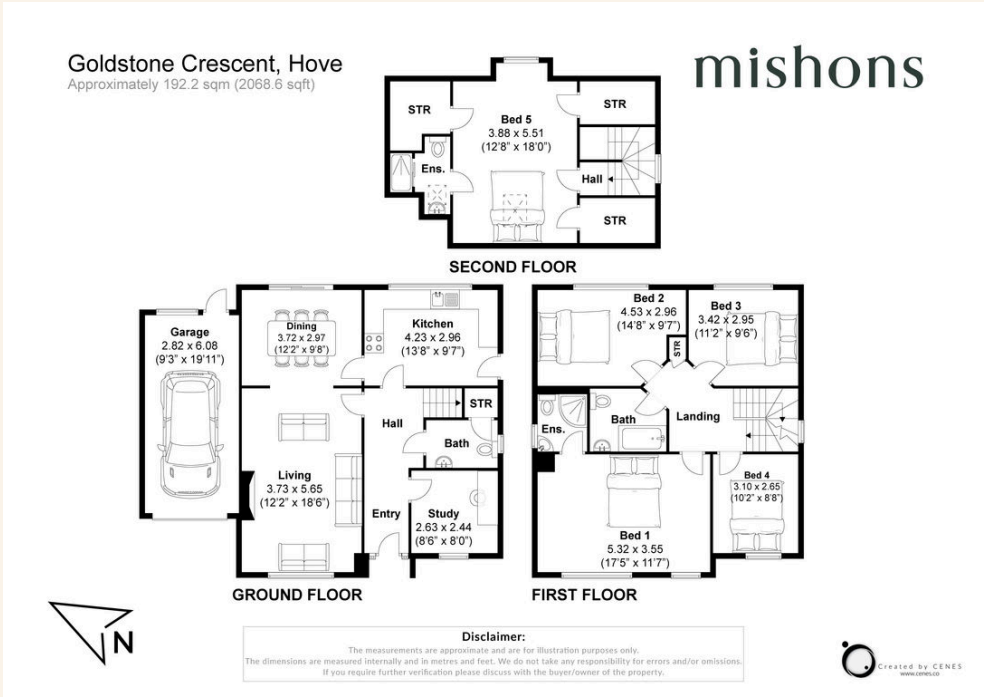 Goldstone Crescent, Hove
Approximately 192.2 sqm (2068.6 sqft)
mishons
STR
Bed 5
3.88 x 5.51
(12'8" x 18'0")
STR
Ens.
Hall
STR
SECOND FLOOR
Garage
2.82 x 6.08
(9'3" x 19'11")
Dining
3.72 x 2.97
(12'2" x 9'8")
Kitchen
4.23 x 2.96
(13'8" x 9'7")
Hall
STR
Bath
Living
3.73 x 5.65
(12'2" x 18'6")
Entry
Study
2.63 x 2.44
(8'6" x 8'0")
GROUND FLOOR
Bed 2
4.53 x 2.96
(14'8" x 9'7")
Bed 3
3.42 x 2.95
(11'2" x 9'6")
STR
Ens.
Bath
Landing
Bed 4
3.10 x 2.65
(10'2" x 8'8")
Bed 1
5.32 x 3.55
(17'5" x 11'7")
FIRST FLOOR
N
Disclaimer:
The measurements are approximate and are for illustration purposes only.
The dimensions are measured internally and in metres and feet. We do not take any responsibility for errors and/or omissions.
If you require further verification please discuss with the buyer/owner of the property.
Created by CENES
www.cenes.co